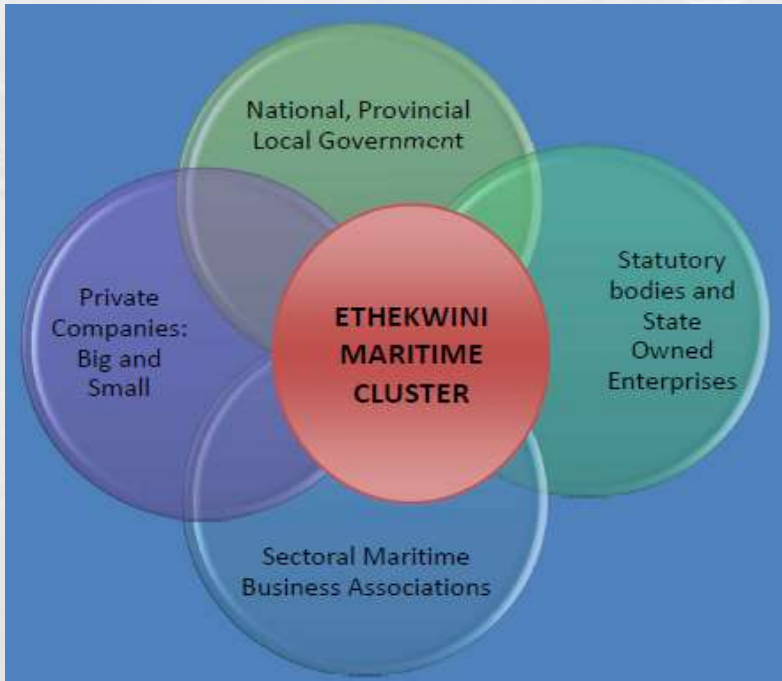 National, Provincial
Local Government
Private
Companies:
Big and
Small
ETHEKWINI
MARITIME
CLUSTER
Statutory
bodies and
State
Owned
Enterprises
Sectoral Maritime
Business Associations